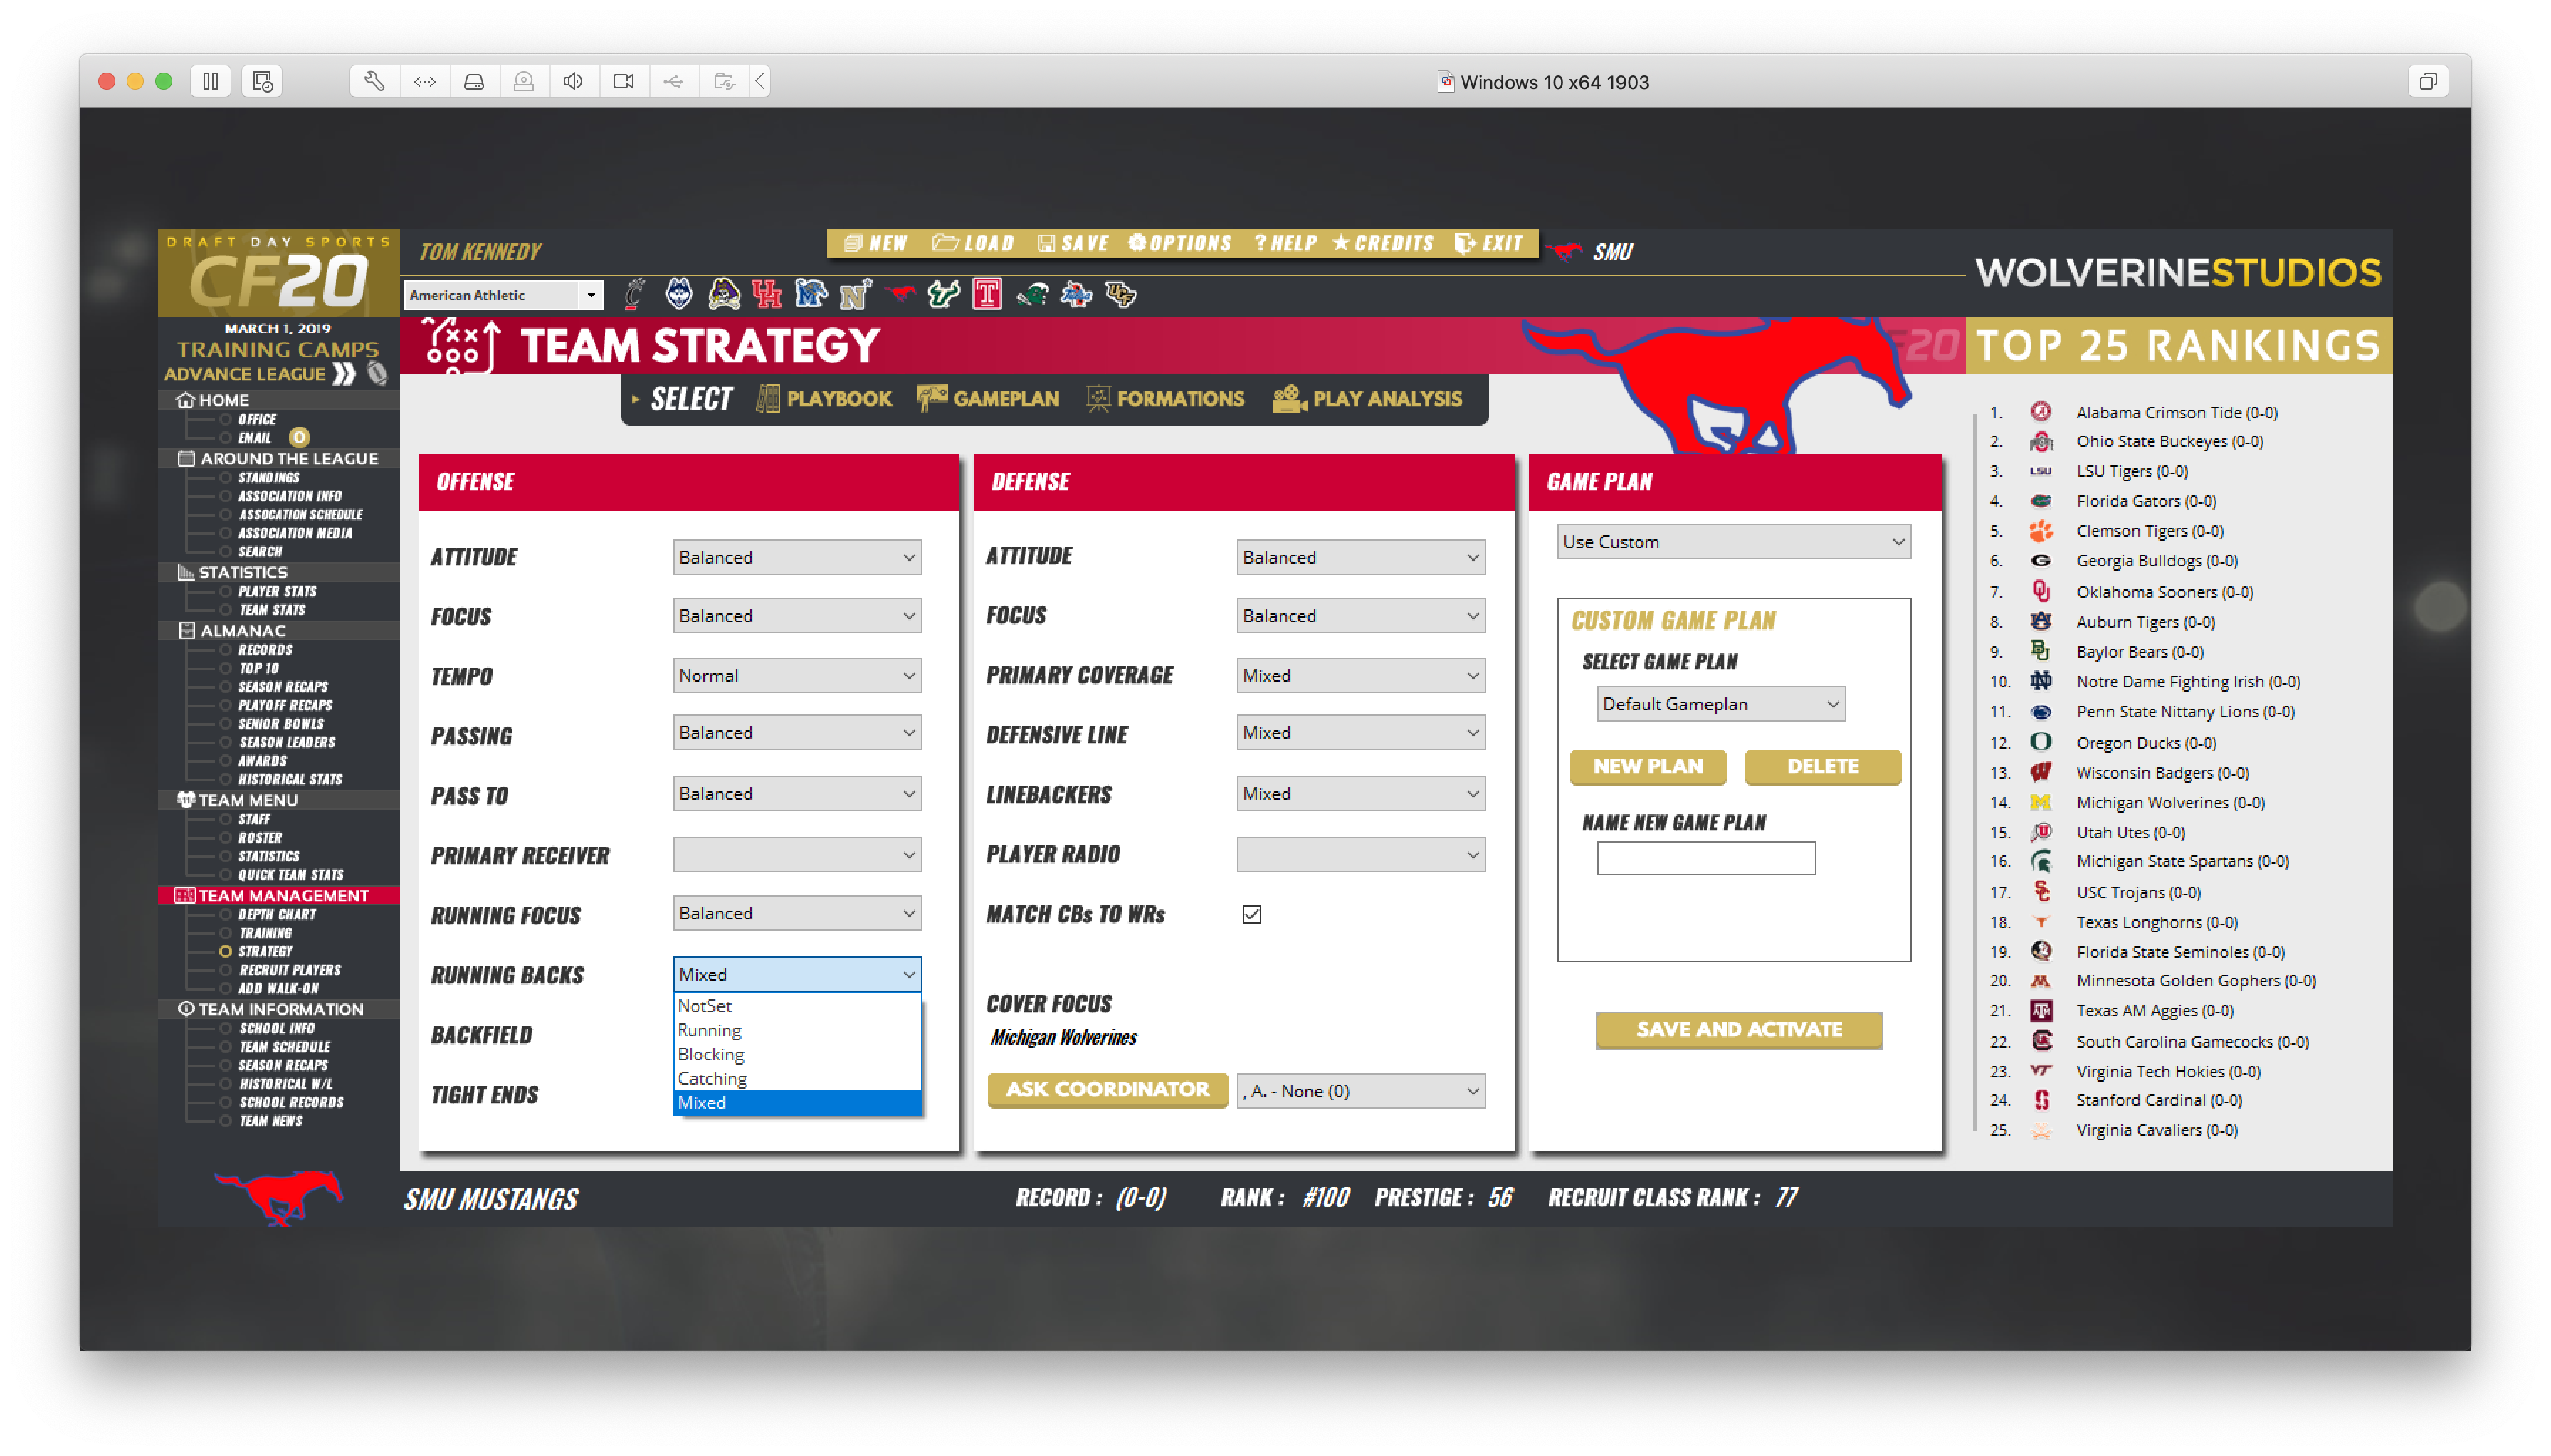 Windows 10 x64 1903
DRAFT DAY SPORTS
CF20
TOM KENNEDY
NEW LOAD SAVE OPTIONS ? HELP CREDITS EXIT
SMU
WOLVERINESTUDIOS
American Athletic
MARCH 1, 2019
TRAINING CAMPS
ADVANCE LEAGUE
TEAM STRATEGY
CF20
TOP 25 RANKINGS
SELECT PLAYBOOK GAMEPLAN FORMATIONS PLAY ANALYSIS
HOME
OFFICE
EMAIL 0
AROUND THE LEAGUE
STANDINGS
ASSOCIATION INFO
ASSOCATION SCHEDULE
ASSOCIATION MEDIA
SEARCH
STATISTICS
PLAYER STATS
TEAM STATS
ALMANAC
RECORDS
TOP 10
SEASON RECAPS
PLAYOFF RECAPS
SENIOR BOWLS
SEASON LEADERS
AWARDS
HISTORICAL STATS
TEAM MENU
STAFF
ROSTER
STATISTICS
QUICK TEAM STATS
TEAM MANAGEMENT
DEPTH CHART
TRAINING
STRATEGY
RECRUIT PLAYERS
ADD WALK-ON
TEAM INFORMATION
SCHOOL INFO
TEAM SCHEDULE
SEASON RECAPS
HISTORICAL W/L
SCHOOL RECORDS
TEAM NEWS
OFFENSE
ATTITUDE Balanced
FOCUS Balanced
TEMPO Normal
PASSING Balanced
PASS TO Balanced
PRIMARY RECEIVER
RUNNING FOCUS Balanced
RUNNING BACKS Mixed
NotSet
Running
Blocking
Catching
Mixed
BACKFIELD
TIGHT ENDS
DEFENSE
ATTITUDE Balanced
FOCUS Balanced
PRIMARY COVERAGE Mixed
DEFENSIVE LINE Mixed
LINEBACKERS Mixed
PLAYER RADIO
MATCH CBs TO WRs
COVER FOCUS
Michigan Wolverines
ASK COORDINATOR , A. - None (0)
GAME PLAN
Use Custom
CUSTOM GAME PLAN
SELECT GAME PLAN
Default Gameplan
NEW PLAN DELETE
NAME NEW GAME PLAN
SAVE AND ACTIVATE
1. Alabama Crimson Tide (0-0)
2. Ohio State Buckeyes (0-0)
3. LSU LSU Tigers (0-0)
4. Florida Gators (0-0)
5. Clemson Tigers (0-0)
6. Georgia Bulldogs (0-0)
7. Oklahoma Sooners (0-0)
8. Auburn Tigers (0-0)
9. Baylor Bears (0-0)
10. Notre Dame Fighting Irish (0-0)
11. Penn State Nittany Lions (0-0)
12. Oregon Ducks (0-0)
13. Wisconsin Badgers (0-0)
14. Michigan Wolverines (0-0)
15. Utah Utes (0-0)
16. Michigan State Spartans (0-0)
17. USC Trojans (0-0)
18. Texas Longhorns (0-0)
19. Florida State Seminoles (0-0)
20. Minnesota Golden Gophers (0-0)
21. Texas AM Aggies (0-0)
22. South Carolina Gamecocks (0-0)
23. Virginia Tech Hokies (0-0)
24. Stanford Cardinal (0-0)
25. Virginia Cavaliers (0-0)
SMU MUSTANGS
RECORD : (0-0) RANK : #100 PRESTIGE : 56 RECRUIT CLASS RANK : 77